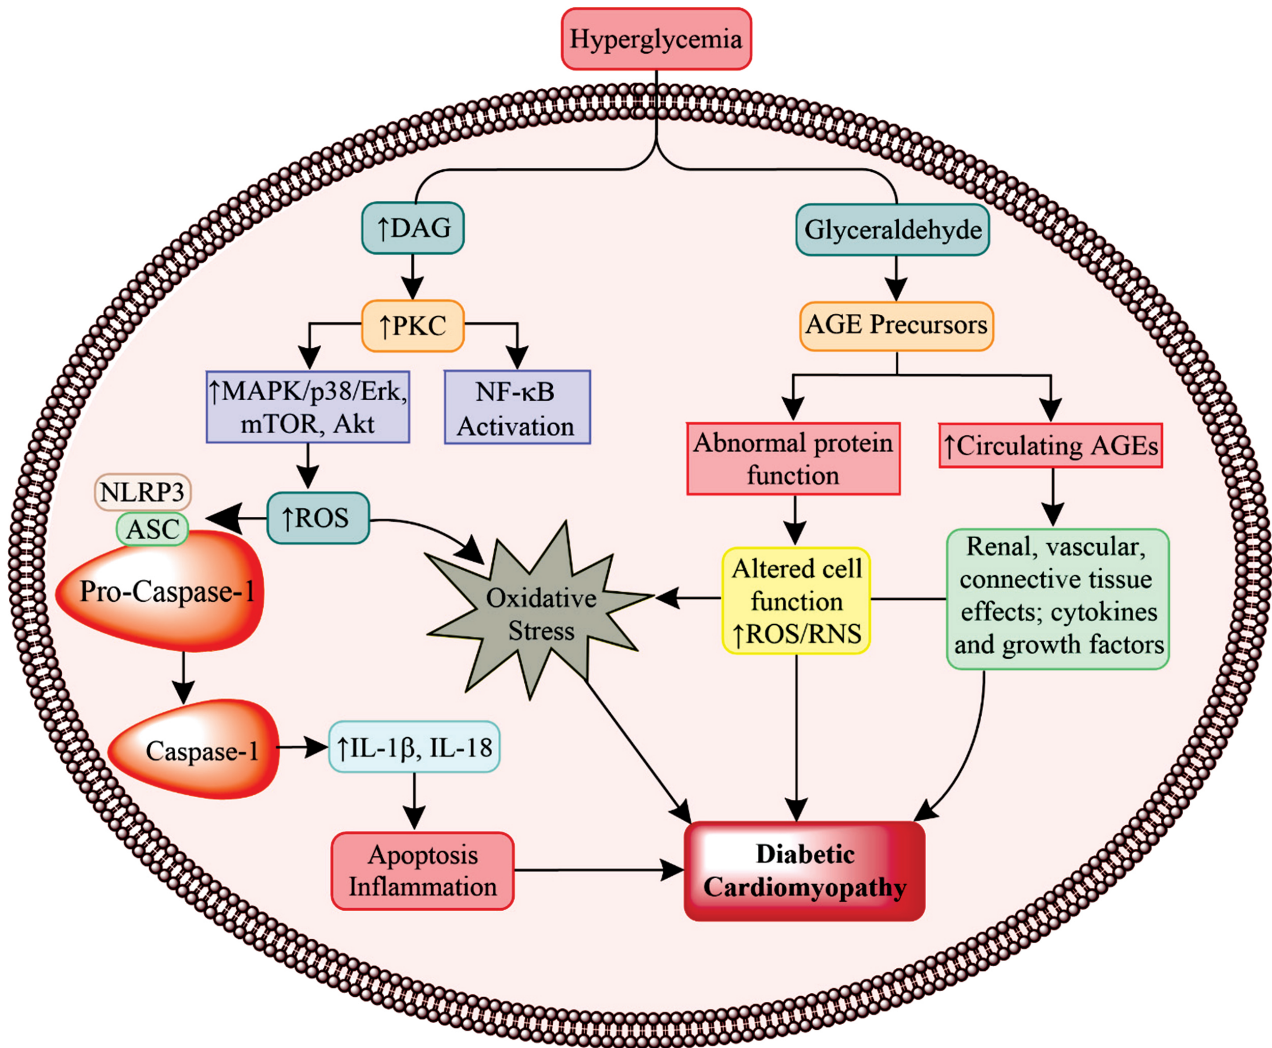 Hyperglycemia
↑DAG
Glyceraldehyde
↑PKC
AGE Precursors
↑MAPK/p38/Erk,
mTOR, Akt
NF-κB
Activation
Abnormal protein
function
↑Circulating AGEs
NLRP3
ASC
↑ROS
Pro-Caspase-1
Oxidative
Stress
Altered cell
function
↑ROS/RNS
Renal, vascular,
connective tissue
effects; cytokines
and growth factors
Caspase-1
↑IL-1β, IL-18
Apoptosis
Inflammation
Diabetic
Cardiomyopathy